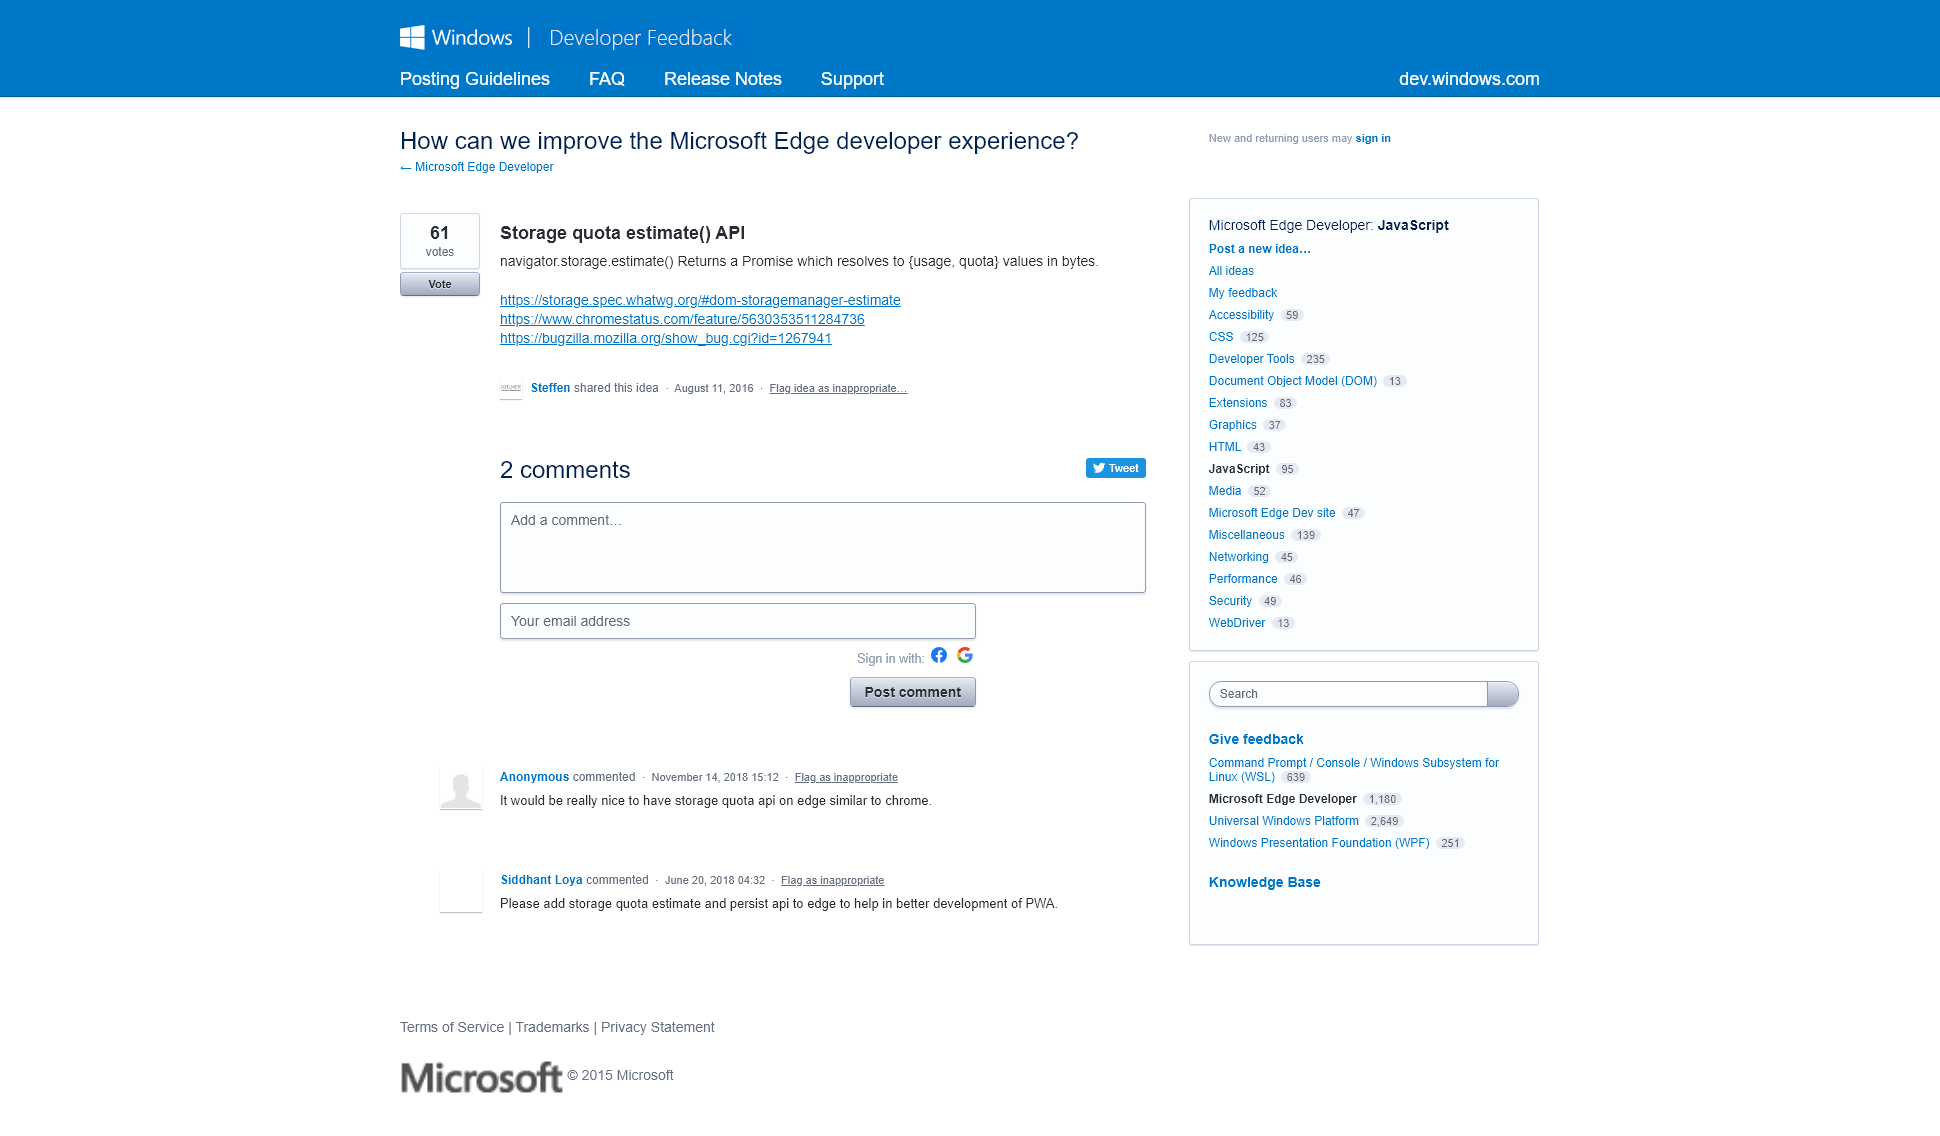 Windows | Developer Feedback
Posting Guidelines FAQ Release Notes Support dev.windows.com
How can we improve the Microsoft Edge developer experience?
← Microsoft Edge Developer
New and returning users may sign in
61
votes
Vote
Storage quota estimate() API
navigator.storage.estimate() Returns a Promise which resolves to {usage, quota} values in bytes.
https://storage.spec.whatwg.org/#dom-storagemanager-estimate
https://www.chromestatus.com/feature/5630353511284736
https://bugzilla.mozilla.org/show_bug.cgi?id=1267941
Steffen shared this idea · August 11, 2016 · Flag idea as inappropriate…
2 comments
Tweet
Add a comment…
Your email address
Sign in with:
Post comment
Anonymous commented · November 14, 2018 15:12 · Flag as inappropriate
It would be really nice to have storage quota api on edge similar to chrome.
Siddhant Loya commented · June 20, 2018 04:32 · Flag as inappropriate
Please add storage quota estimate and persist api to edge to help in better development of PWA.
Microsoft Edge Developer: JavaScript
Post a new idea…
All ideas
My feedback
Accessibility 59
CSS 125
Developer Tools 235
Document Object Model (DOM) 13
Extensions 83
Graphics 37
HTML 43
JavaScript 95
Media 52
Microsoft Edge Dev site 47
Miscellaneous 139
Networking 45
Performance 46
Security 49
WebDriver 13
Search
Give feedback
Command Prompt / Console / Windows Subsystem for
Linux (WSL) 639
Microsoft Edge Developer 1,180
Universal Windows Platform 2,649
Windows Presentation Foundation (WPF) 251
Knowledge Base
Terms of Service | Trademarks | Privacy Statement
Microsoft © 2015 Microsoft